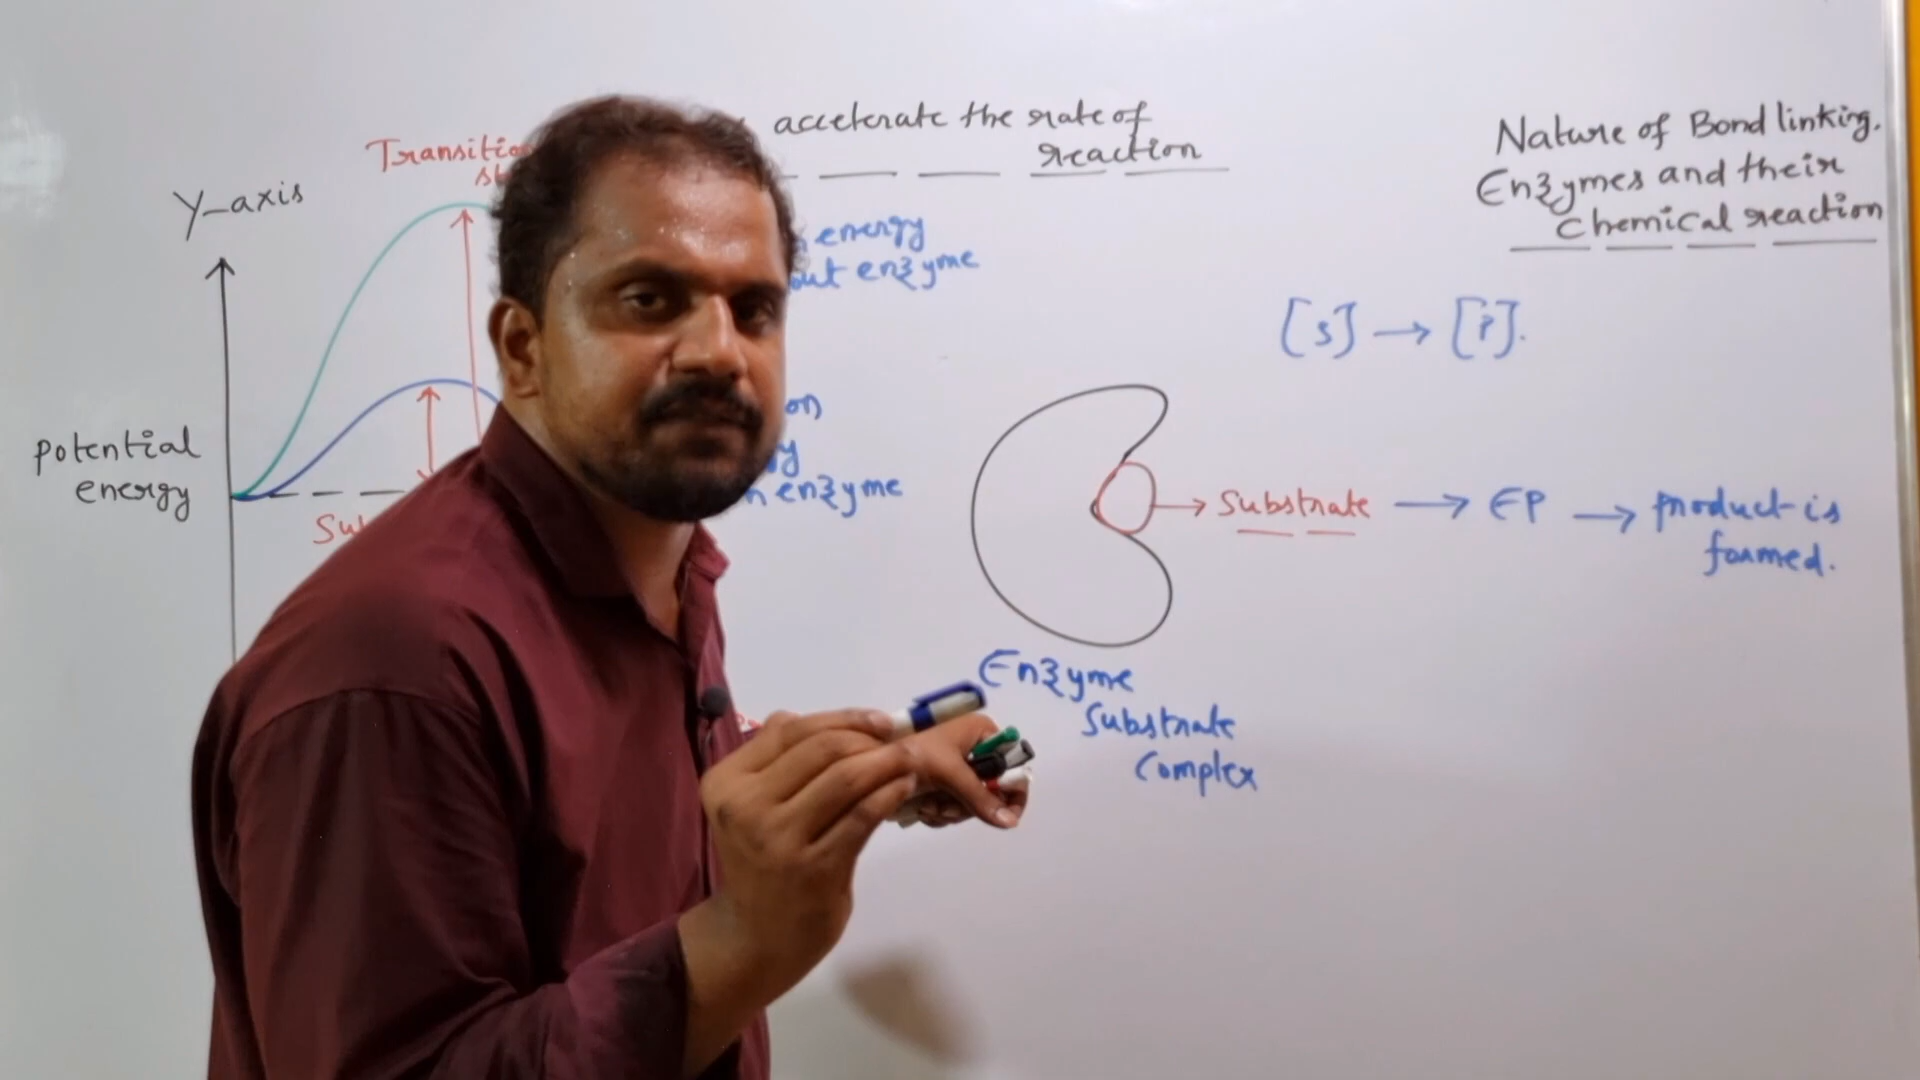 accelerate the rate of
reaction
Y-axis
potential
energy
energy
enzyme
enzyme
Nature of Bond linking.
Enzymes and their
chemical reaction
[S] → [P].
→ Substrate → EP → product is
formed.
Enzyme
Substrate
Complex